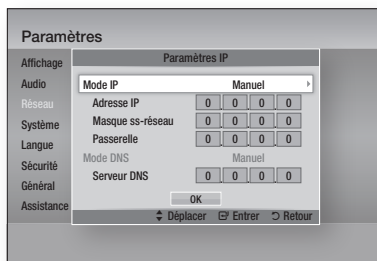 Paramètres
Affichage
Audio
Réseau
Système
Langue
Sécurité
Général
Assistance
Paramètres IP
Mode IP Manuel
Adresse IP 0 0 0 0
Masque ss-réseau 0 0 0 0
Passerelle 0 0 0 0
Mode DNS Manuel
Serveur DNS 0 0 0 0
OK
Déplacer Entrer Retour